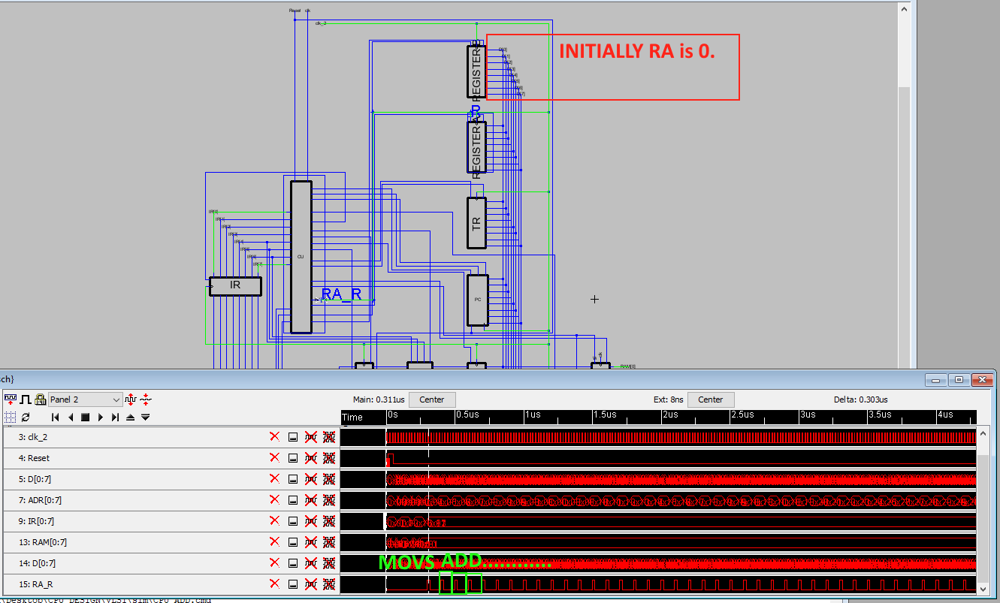 Reset clk
clk_2
INITIALLY RA is 0.
REGISTER
REGISTER
TR
CU
IR
RA_R
PC
RAM[0]
sch}
Panel 2
Main: 0.311us
Center
Ext: 8ns
Center
Delta: 0.303us
Time
0s
0.5us
1us
1.5us
2us
2.5us
3us
3.5us
4us
3: clk_2
4: Reset
5: D[0:7]
7: ADR[0:7]
9: IR[0:7]
13: RAM[0:7]
14: D[0:7]
MOVS ADD............
15: RA_R
\Desktop\CPU DESIGN\VLSI\sim\CPU ADD.cmd